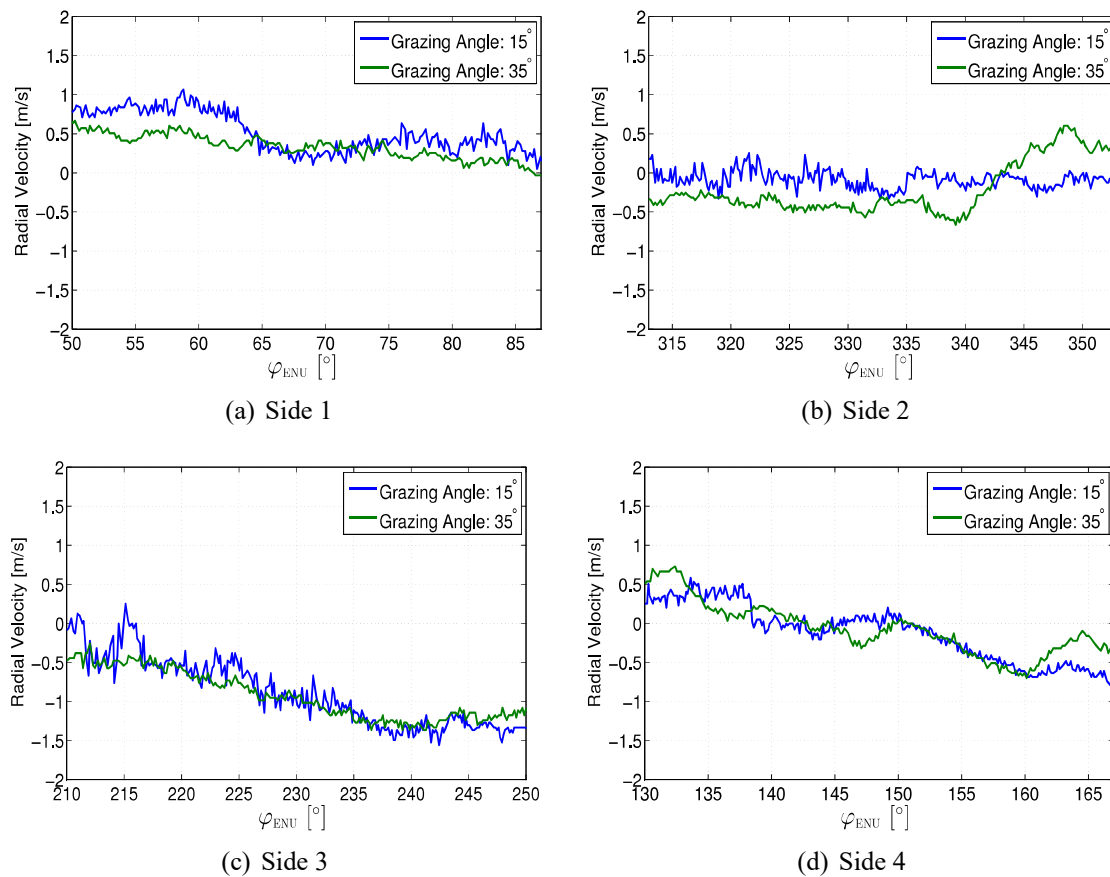 2
1.5
1
0.5
0
−0.5
−1
−1.5
−2
Radial Velocity [m/s]
Grazing Angle: 15°
Grazing Angle: 35°
50 55 60 65 70 75 80 85
φENU [°]
(a) Side 1
2
1.5
1
0.5
0
−0.5
−1
−1.5
−2
Radial Velocity [m/s]
Grazing Angle: 15°
Grazing Angle: 35°
315 320 325 330 335 340 345 350
φENU [°]
(b) Side 2
2
1.5
1
0.5
0
−0.5
−1
−1.5
−2
Radial Velocity [m/s]
Grazing Angle: 15°
Grazing Angle: 35°
210 215 220 225 230 235 240 245 250
φENU [°]
(c) Side 3
2
1.5
1
0.5
0
−0.5
−1
−1.5
−2
Radial Velocity [m/s]
Grazing Angle: 15°
Grazing Angle: 35°
130 135 140 145 150 155 160 165
φENU [°]
(d) Side 4